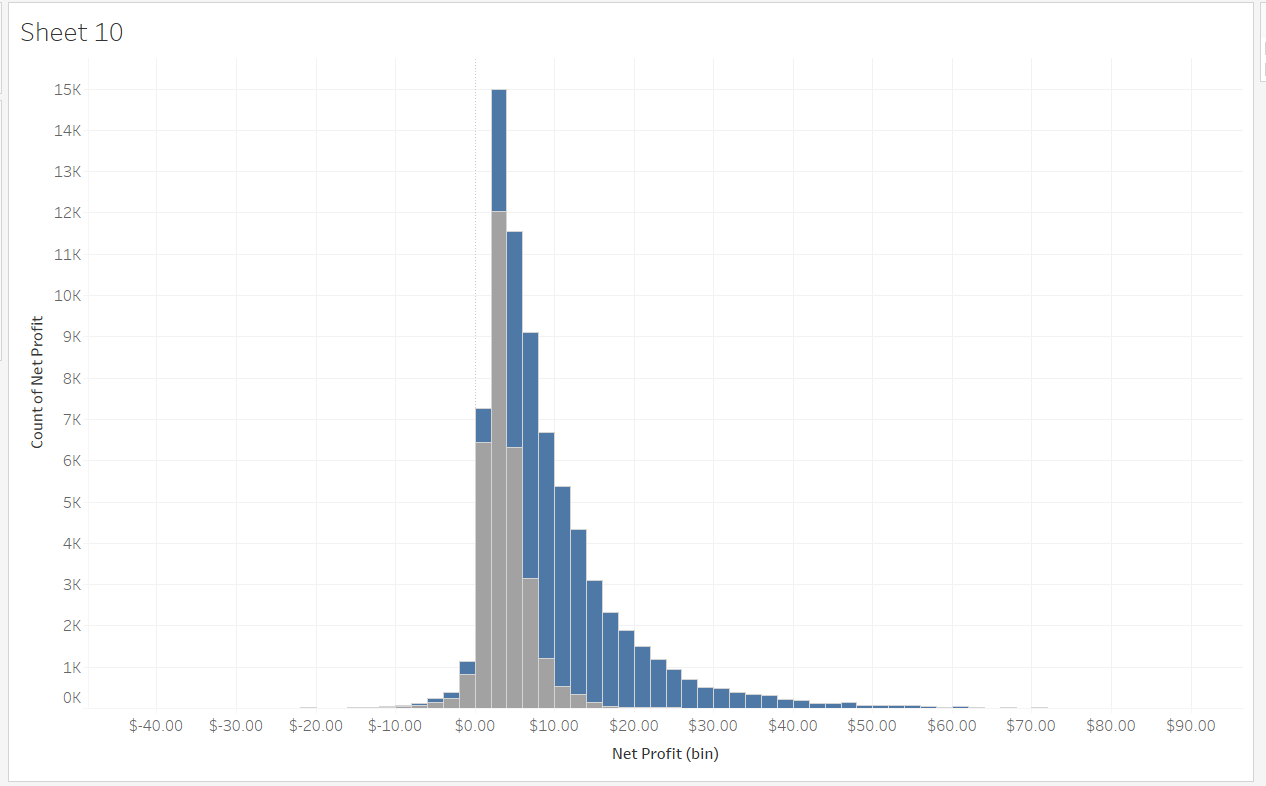 Sheet 10
15K
14K
13K
12K
11K
10K
9K
8K
7K
6K
5K
4K
3K
2K
1K
0K
Count of Net Profit
$-40.00 $-30.00 $-20.00 $-10.00 $0.00 $10.00 $20.00 $30.00 $40.00 $50.00 $60.00 $70.00 $80.00 $90.00
Net Profit (bin)